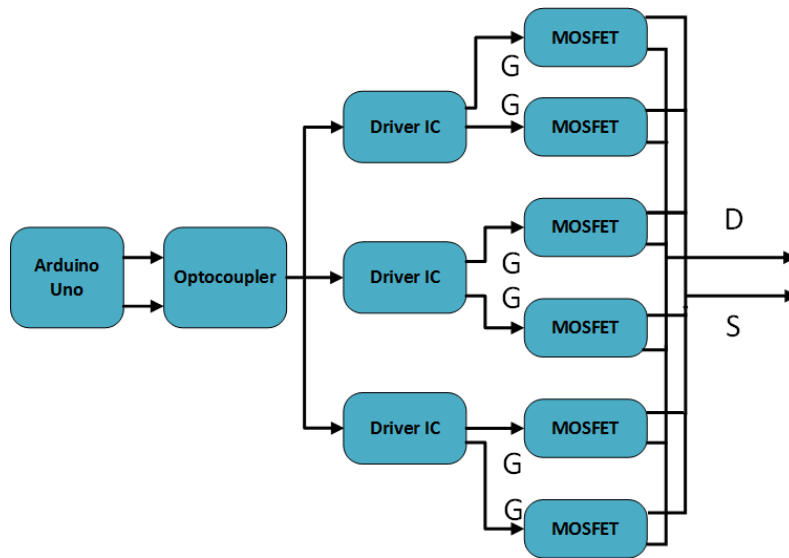 MOSFET
G
G
Driver IC
MOSFET
MOSFET
D
Arduino
Uno
Optocoupler
Driver IC
G
G
MOSFET
S
Driver IC
MOSFET
G
G
MOSFET